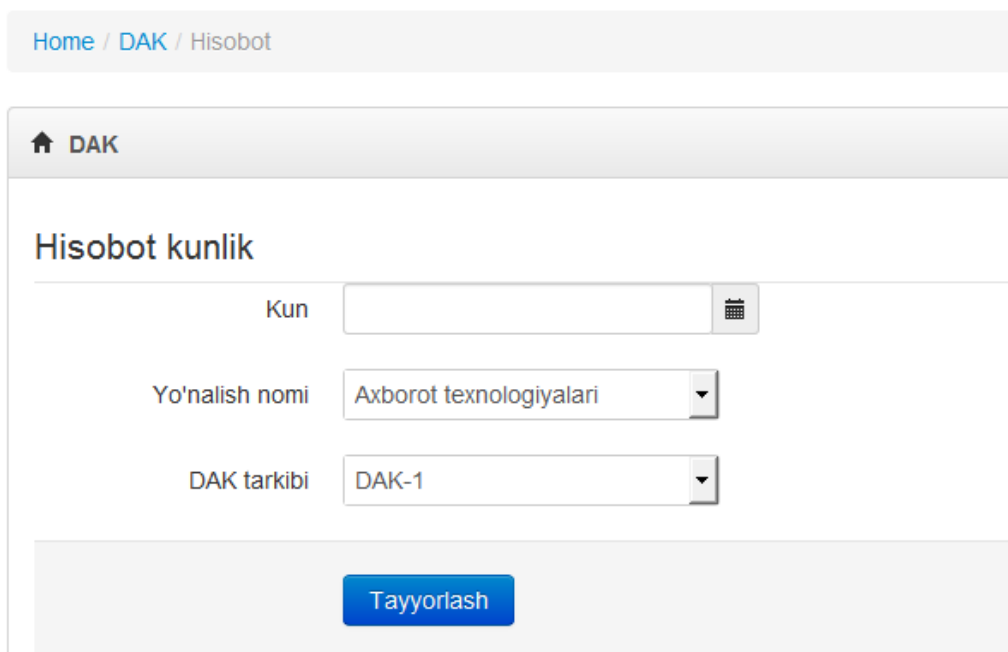 Home / DAK / Hisobot
DAK
Hisobot kunlik
Kun
Yo'nalish nomi Axborot texnologiyalari
DAK tarkibi DAK-1
Tayyorlash